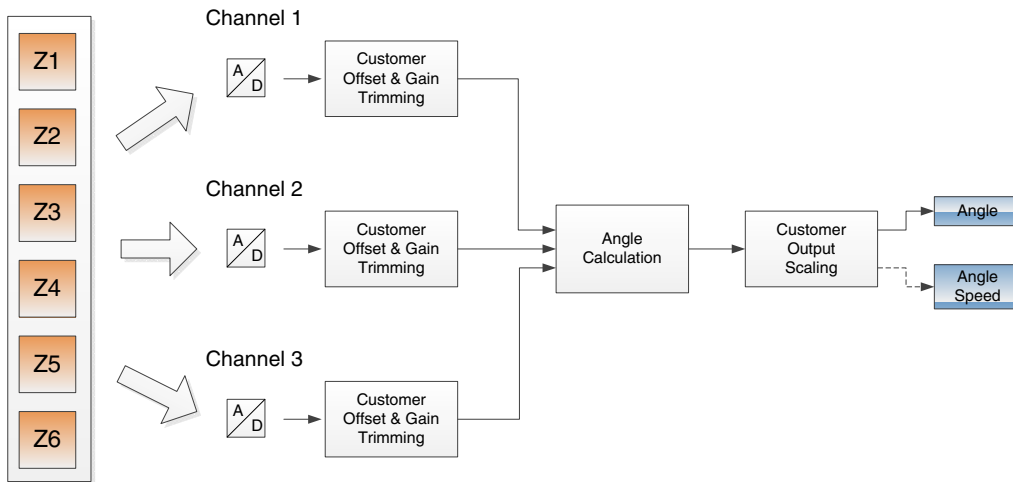 Z1
Z2
Z3
Z4
Z5
Z6
Channel 1
A
D
Customer
Offset & Gain
Trimming
Channel 2
A
D
Customer
Offset & Gain
Trimming
Channel 3
A
D
Customer
Offset & Gain
Trimming
Angle
Calculation
Customer
Output
Scaling
Angle
Angle
Speed